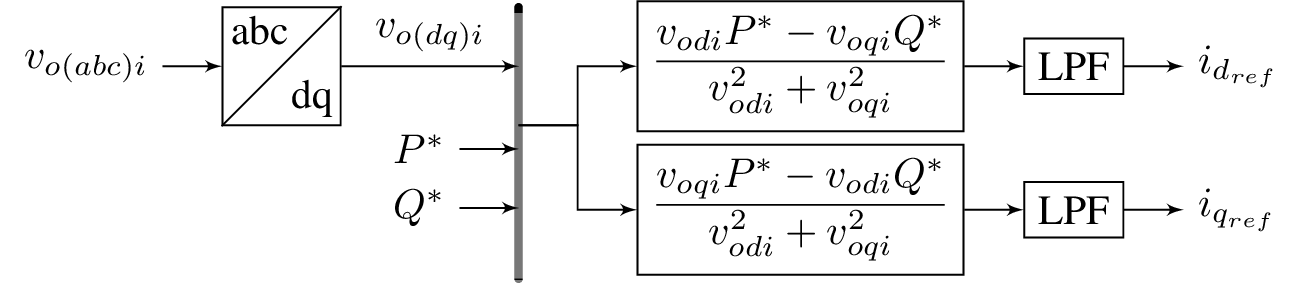 v_{o(abc)i}
abc
dq
v_{o(dq)i}
P^*
Q^*
\frac{v_{odi}P^* - v_{oqi}Q^*}{v_{odi}^2 + v_{oqi}^2}
LPF
i_{d_{ref}}
\frac{v_{oqi}P^* - v_{odi}Q^*}{v_{odi}^2 + v_{oqi}^2}
LPF
i_{q_{ref}}